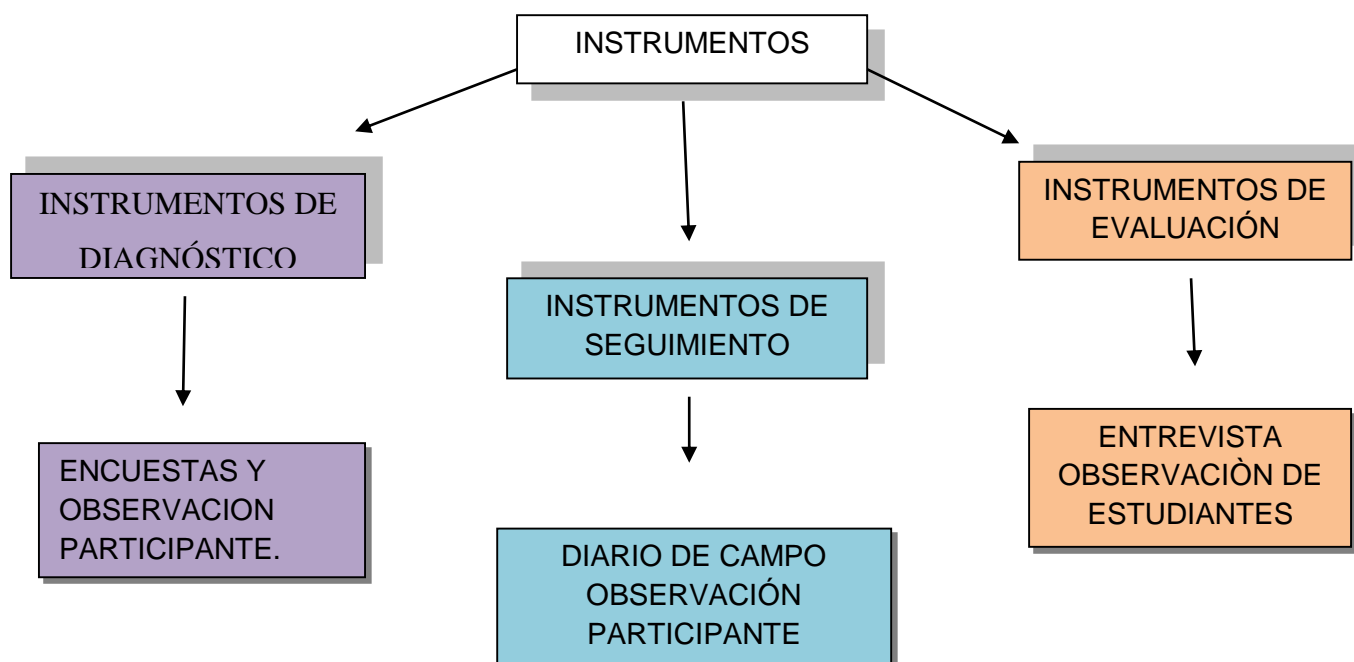 INSTRUMENTOS
INSTRUMENTOS DE
DIAGNÓSTICO
INSTRUMENTOS DE
EVALUACIÓN
INSTRUMENTOS DE
SEGUIMIENTO
ENCUESTAS Y
OBSERVACION
PARTICIPANTE.
ENTREVISTA
OBSERVACIÒN DE
ESTUDIANTES
DIARIO DE CAMPO
OBSERVACIÓN
PARTICIPANTE